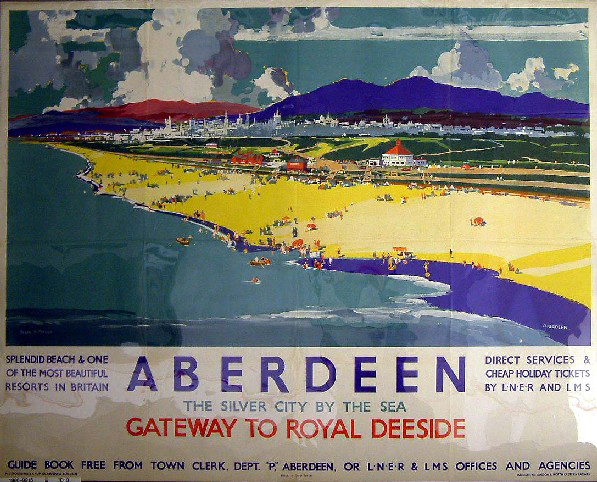 SPLENDID BEACH & ONE
OF THE MOST BEAUTIFUL
RESORTS IN BRITAIN
ABERDEEN
THE SILVER CITY BY THE SEA
GATEWAY TO ROYAL DEESIDE
DIRECT SERVICES &
CHEAP HOLIDAY TICKETS
BY L·N·E·R AND L M S
GUIDE BOOK FREE FROM TOWN CLERK, DEPT. "P," ABERDEEN, OR L·N·E·R & L M S OFFICES AND AGENCIES